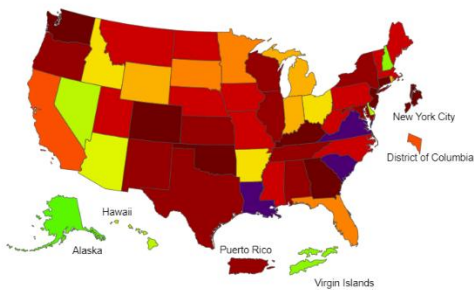 New York City
District of Columbia
Hawaii
Alaska
Puerto Rico
Virgin Islands